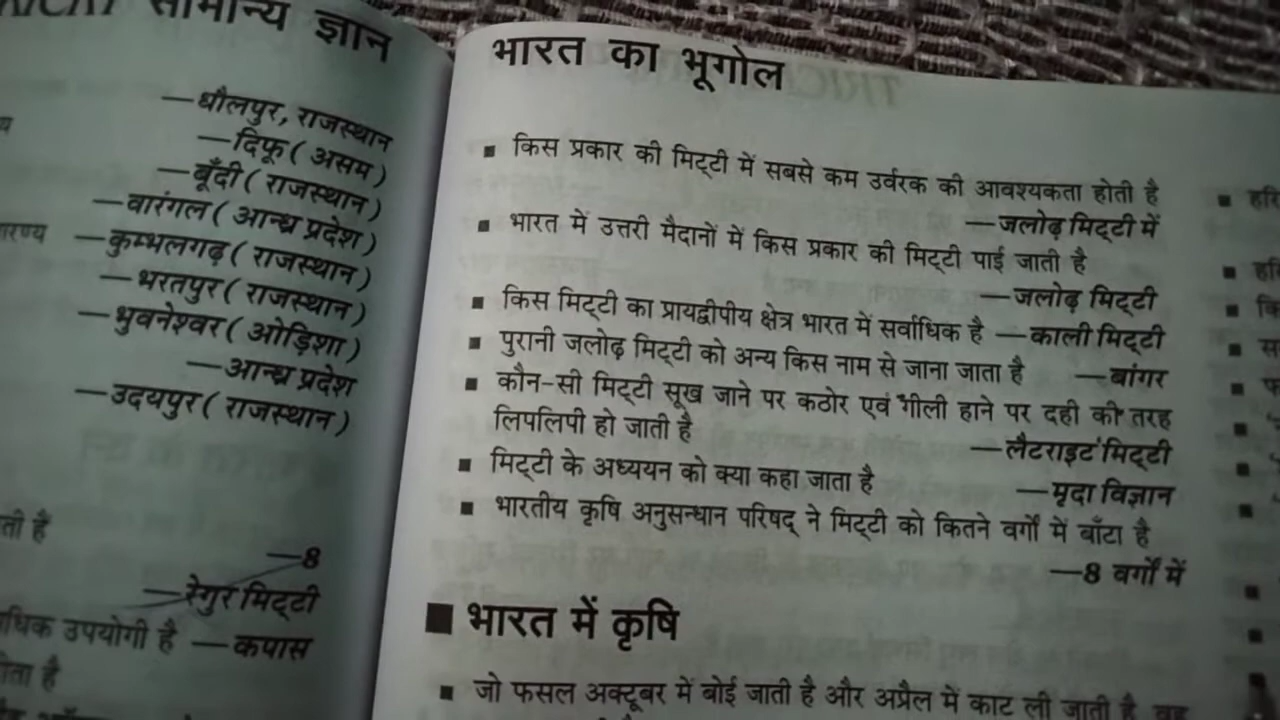 सामान्य ज्ञान
—धौलपुर, राजस्थान
—दिफू ( असम )
—बूँदी ( राजस्थान )
—वारंगल ( आन्ध्र प्रदेश )
—कुम्भलगढ़ ( राजस्थान )
—भरतपुर ( राजस्थान )
—भुवनेश्वर ( ओड़िशा )
—आन्ध्र प्रदेश
—उदयपुर ( राजस्थान )
—8
—रेगुर मिट्टी
उपयोगी है —कपास
भारत का भूगोल
■ किस प्रकार की मिट्टी में सबसे कम उर्वरक की आवश्यकता होती है
—जलोढ़ मिट्टी में
■ भारत में उत्तरी मैदानों में किस प्रकार की मिट्टी पाई जाती है
—जलोढ़ मिट्टी
■ किस मिट्टी का प्रायद्वीपीय क्षेत्र भारत में सर्वाधिक है —काली मिट्टी
■ पुरानी जलोढ़ मिट्टी को अन्य किस नाम से जाना जाता है —बांगर
■ कौन-सी मिट्टी सूख जाने पर कठोर एवं गीली हाने पर दही की तरह
लिपलिपी हो जाती है —लैटराइट मिट्टी
■ मिट्टी के अध्ययन को क्या कहा जाता है —मृदा विज्ञान
■ भारतीय कृषि अनुसन्धान परिषद् ने मिट्टी को कितने वर्गों में बाँटा है
—8 वर्गों में
■ भारत में कृषि
■ जो फसल अक्टूबर में बोई जाती है और अप्रैल में काट ली जाती है, वह